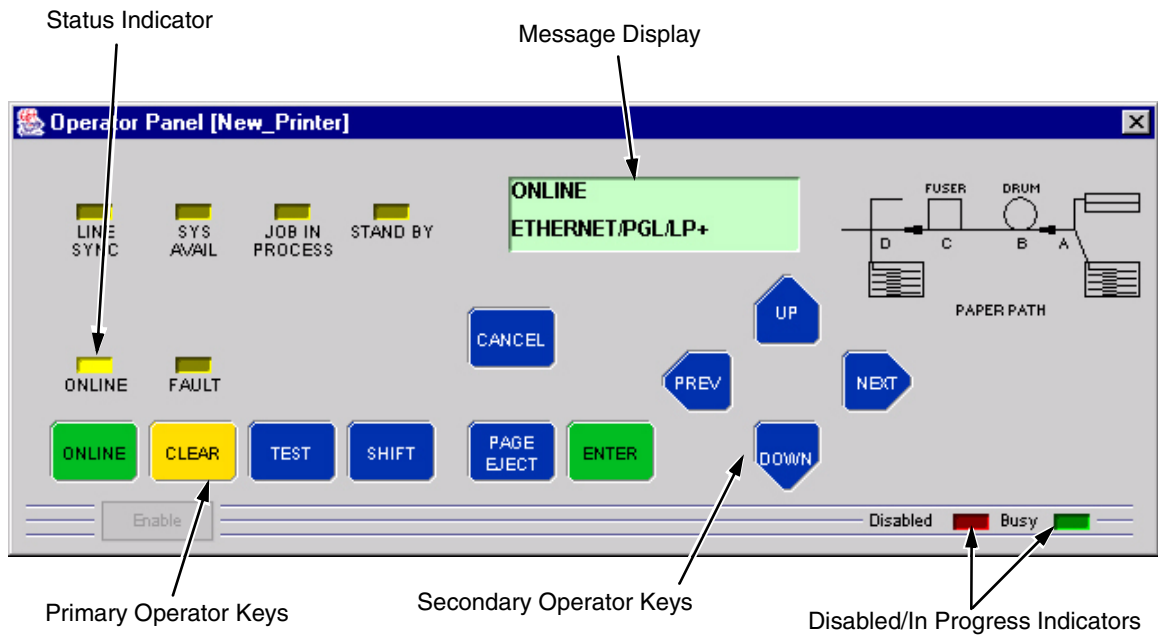 Status Indicator
Message Display
Operator Panel [New_Printer]
ONLINE
ETHERNET/PGL/LP+
LINE SYNC
SYS AVAIL
JOB IN PROCESS
STAND BY
FUSER
DRUM
D
C
B
A
PAPER PATH
UP
CANCEL
PREV
NEXT
ONLINE
FAULT
ONLINE
CLEAR
TEST
SHIFT
PAGE EJECT
ENTER
DOWN
Enable
Disabled
Busy
Primary Operator Keys
Secondary Operator Keys
Disabled/In Progress Indicators